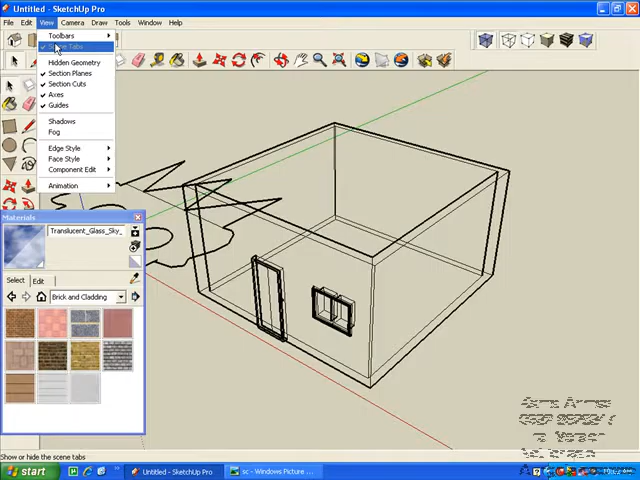 Untitled - SketchUp Pro
File Edit View Camera Draw Tools Window Help
Toolbars
Scene Tabs
Hidden Geometry
Section Planes
Section Cuts
Axes
Guides
Shadows
Fog
Edge Style
Face Style
Component Edit
Animation
Materials
Translucent_Glass_Sky_
Select Edit
Brick and Cladding
Show or hide the scene tabs
start
Untitled - SketchUp Pro
sc - Windows Picture ...